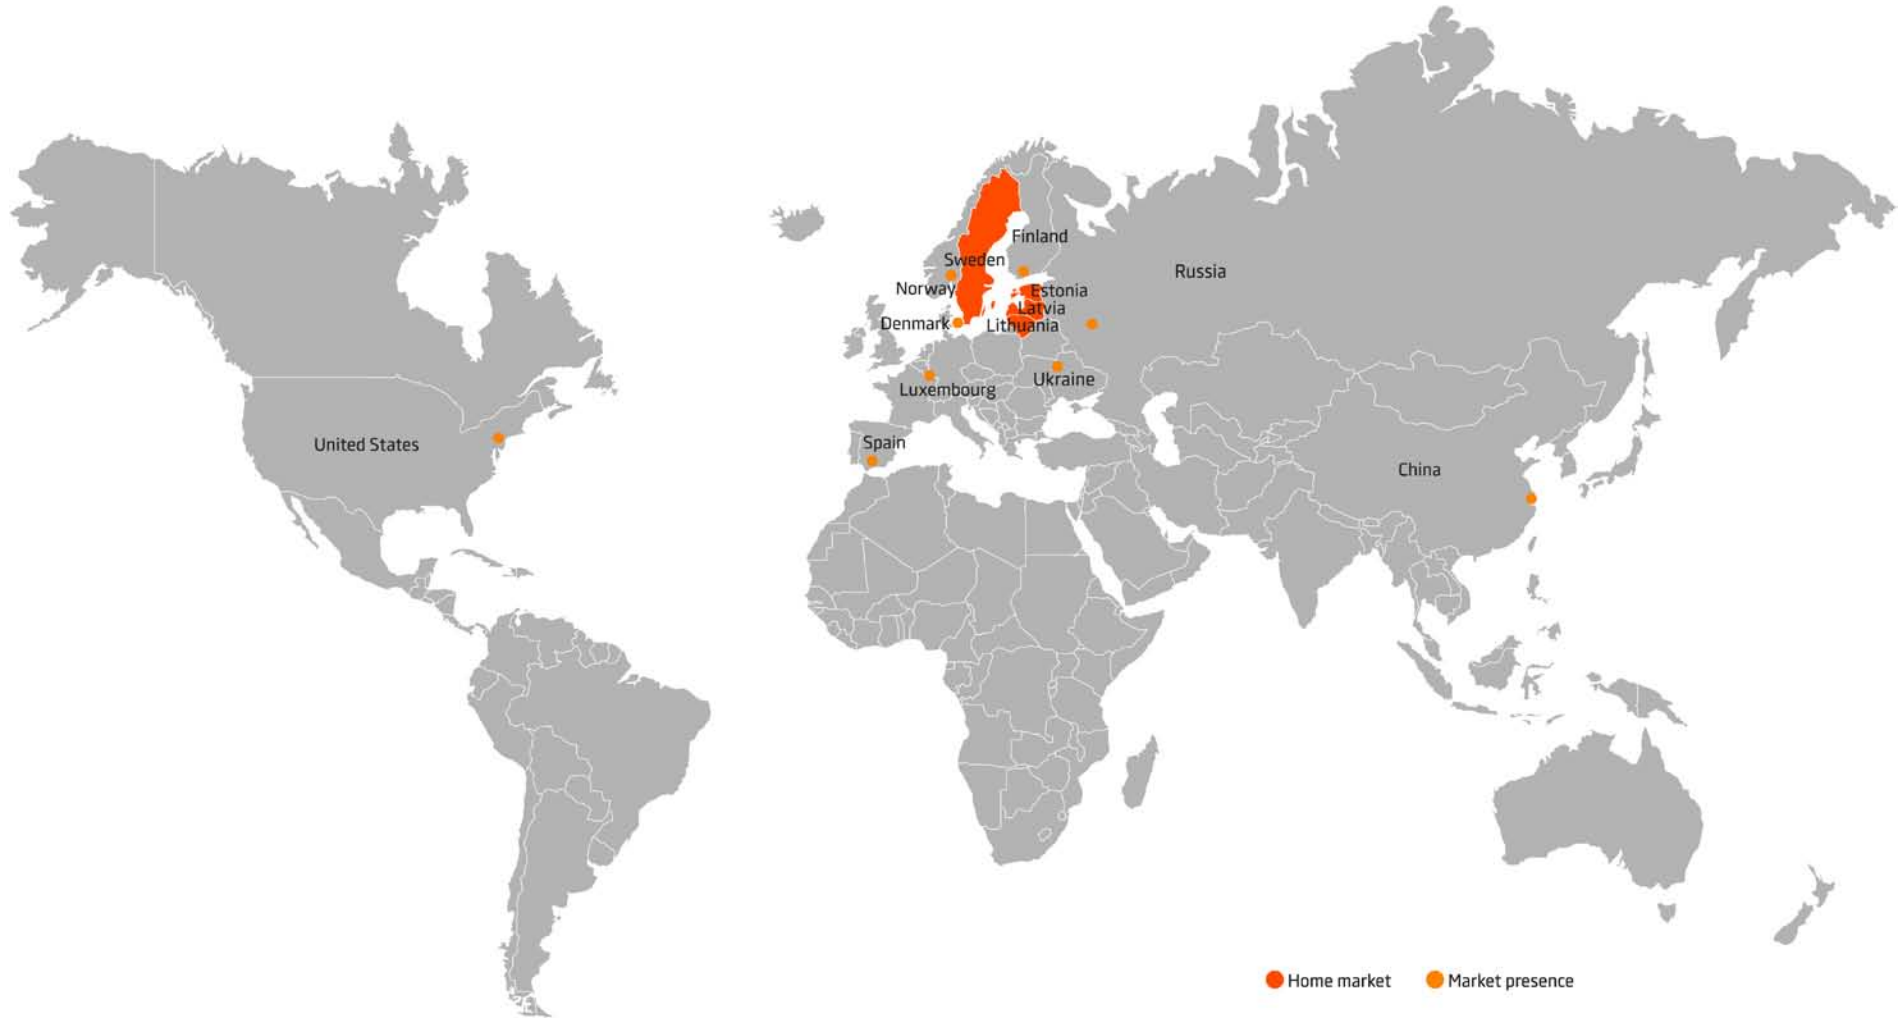 Finland
Sweden
Russia
Norway
Estonia
Latvia
Denmark
Lithuania
Ukraine
Luxembourg
Spain
United States
China
Home market
Market presence